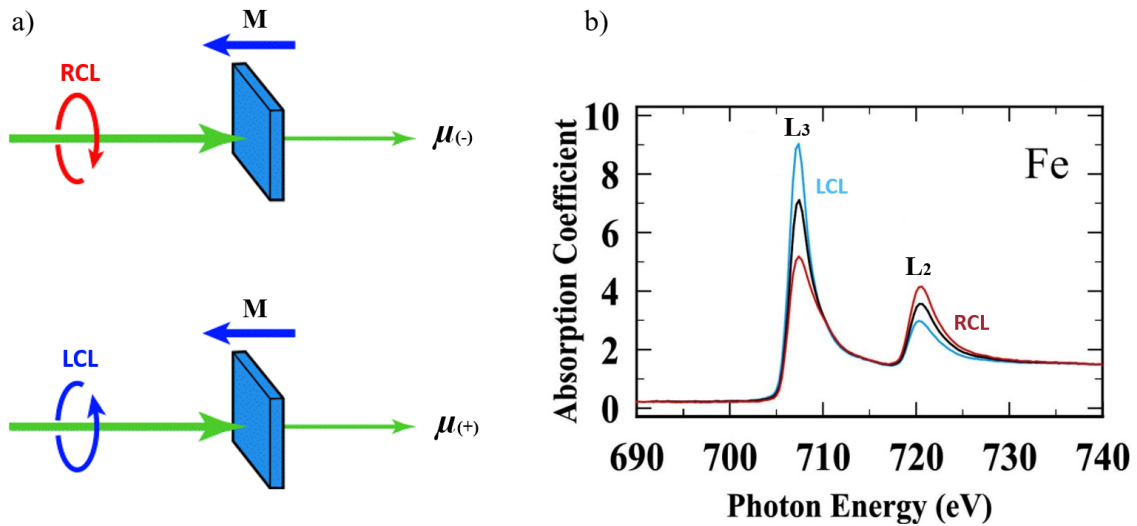 a)
M
RCL
μ(-)
M
LCL
μ(+)
b)
Absorption Coefficient
10
8
6
4
2
0
L3
LCL
Fe
L2
RCL
690 700 710 720 730 740
Photon Energy (eV)